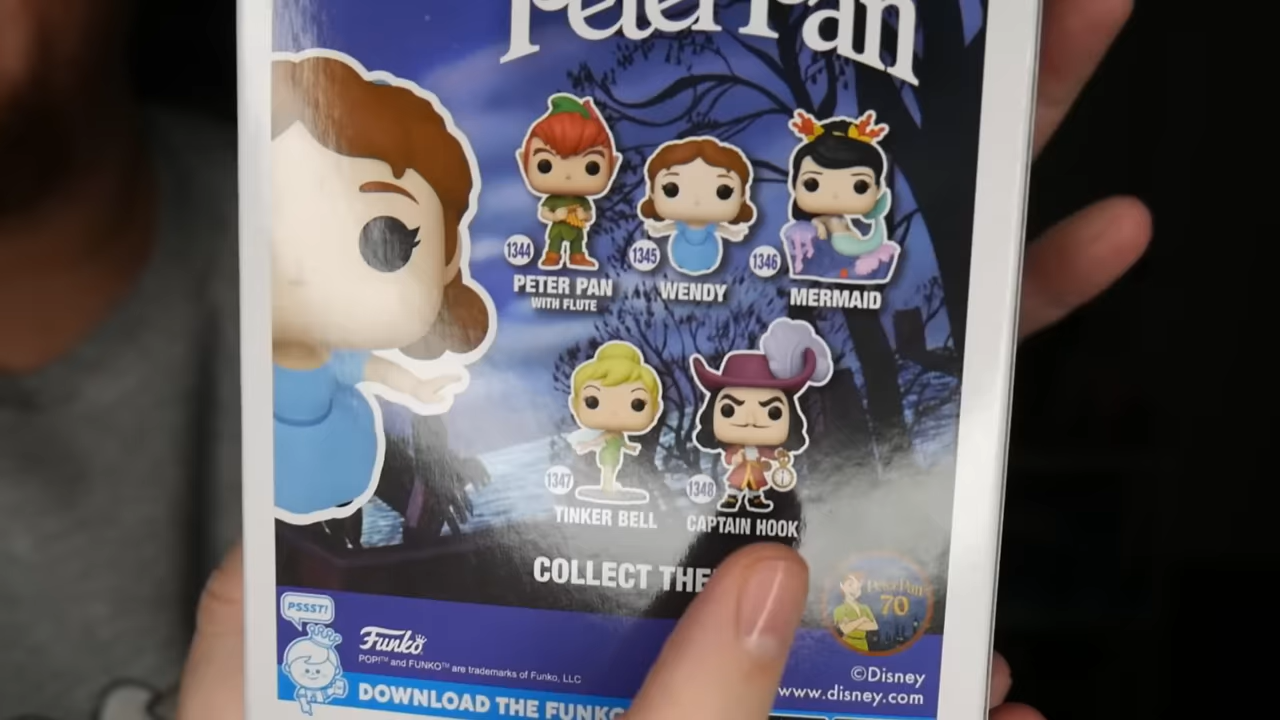 Peter Pan
1344
PETER PAN
WITH FLUTE
1345
WENDY
1346
MERMAID
1347
TINKER BELL
1348
CAPTAIN HOOK
COLLECT
Peter Pan
70
PSSST!
Funko
POP!™ and FUNKO™ are trademarks of Funko, LLC
©Disney
www.disney.com
DOWNLOAD THE